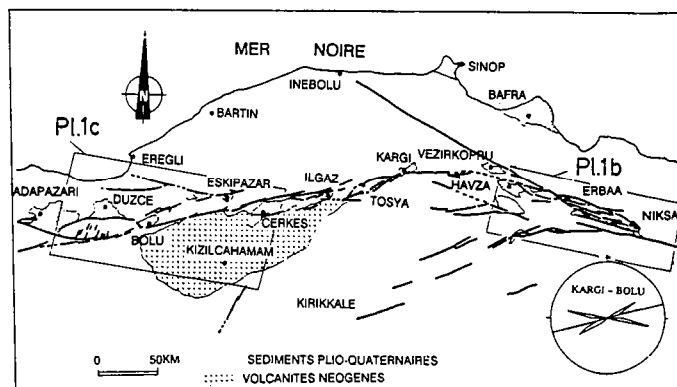 MER NOIRE
SINOP
INEBOLU
BAFRA
BARTIN
Pl.1c
EREGLI
KARGI
VEZIRKOPRU
Pl.1b
ADAPAZARI
DUZCE
ESKIPAZAR
ILGAZ
HAVZA
ERBAA
TOSYA
NIKSA
BOLU
CERKES
KIZILCAHAMAM
KARGI - BOLU
KIRIKKALE
0 50KM
SEDIMENTS PLIO-QUATERNAIRES
VOLCANITES NEOGENES